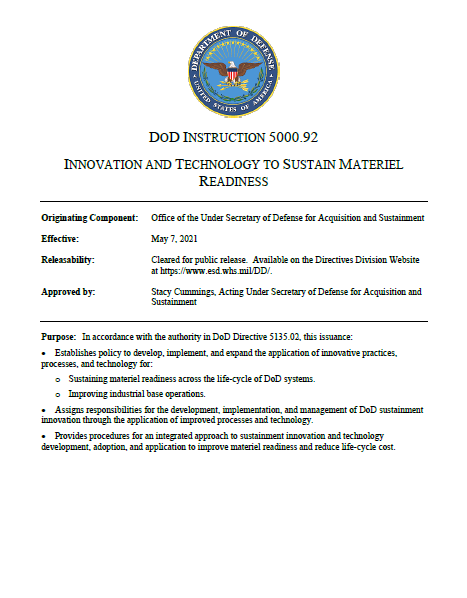 DEPARTMENT OF DEFENSE
UNITED STATES OF AMERICA
DOD INSTRUCTION 5000.92
INNOVATION AND TECHNOLOGY TO SUSTAIN MATERIEL
READINESS
Originating Component: Office of the Under Secretary of Defense for Acquisition and Sustainment
Effective: May 7, 2021
Releasability: Cleared for public release. Available on the Directives Division Website
at https://www.esd.whs.mil/DD/.
Approved by: Stacy Cummings, Acting Under Secretary of Defense for Acquisition and
Sustainment
Purpose: In accordance with the authority in DoD Directive 5135.02, this issuance:
• Establishes policy to develop, implement, and expand the application of innovative practices,
processes, and technology for:
o Sustaining materiel readiness across the life-cycle of DoD systems.
o Improving industrial base operations.
• Assigns responsibilities for the development, implementation, and management of DoD sustainment
innovation through the application of improved processes and technology.
• Provides procedures for an integrated approach to sustainment innovation and technology
development, adoption, and application to improve materiel readiness and reduce life-cycle cost.